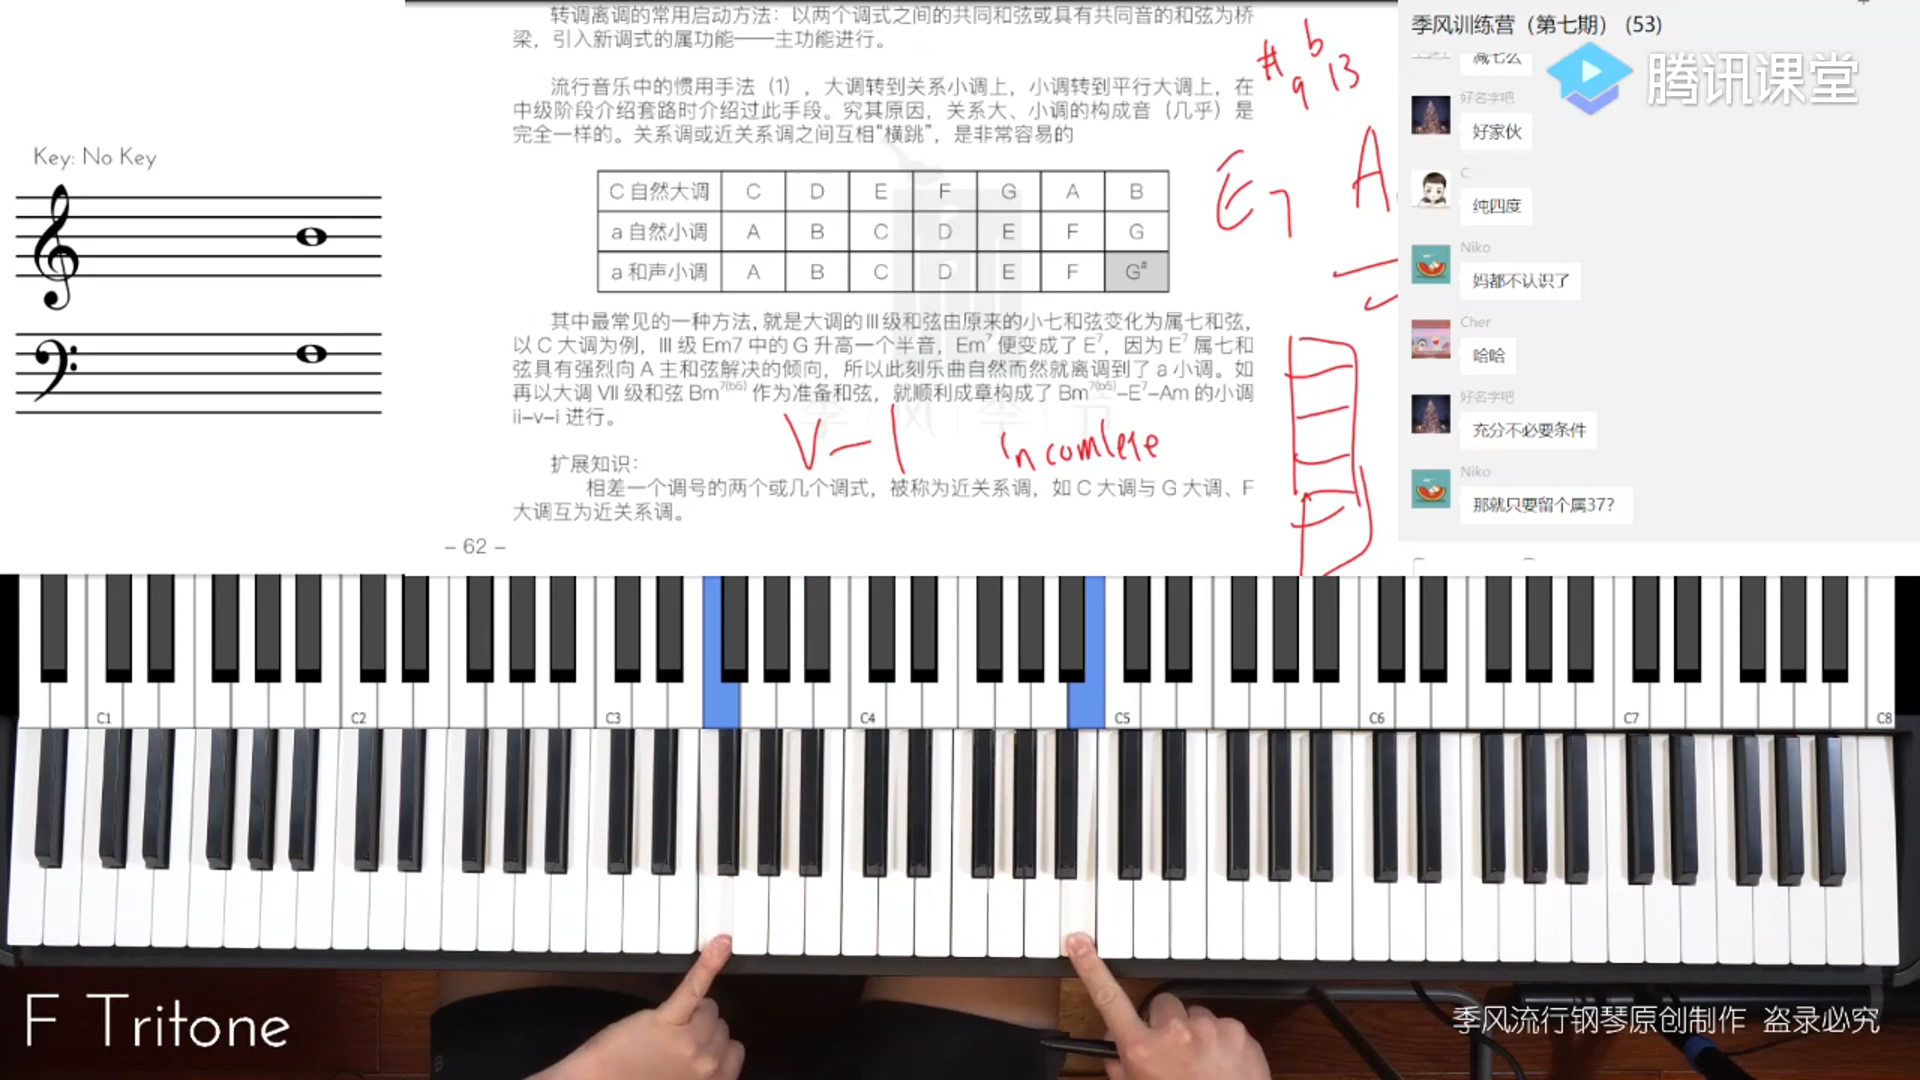 转调离调的常用启动方法：以两个调式之间的共同和弦或具有共同音的和弦为桥
梁，引入新调式的属功能——主功能进行。
流行音乐中的惯用手法（1），大调转到关系小调上，小调转到平行大调上，在
中级阶段介绍套路时介绍过此手段。究其原因，关系大、小调的构成音（几乎）是
完全一样的。关系调或近关系调之间互相“横跳”，是非常容易的
C 自然大调 C D E F G A B
a 自然小调 A B C D E F G
a 和声小调 A B C D E F G#
其中最常见的一种方法，就是大调的Ⅲ级和弦由原来的小七和弦变化为属七和弦，
以 C 大调为例，Ⅲ 级 Em7 中的 G 升高一个半音，Em7 便变成了 E7，因为 E7 属七和
弦具有强烈向 A 主和弦解决的倾向，所以此刻乐曲自然而然就离调到了 a 小调。如
再以大调 VII 级和弦 Bm7(b5) 作为准备和弦，就顺利成章构成了 Bm7(b5)–E7–Am 的小调
ii–v–i 进行。
V – I incomlete
扩展知识：
相差一个调号的两个或几个调式，被称为近关系调，如 C 大调与 G 大调、F
大调互为近关系调。
– 62 –
# 9 b 13
E7 A
Key: No Key
季风训练营（第七期） (53)
腾讯课堂
减七么
好名字吧
好家伙
C
纯四度
Niko
妈都不认识了
Cher
哈哈
好名字吧
充分不必要条件
Niko
那就只要留个属37？
C1 C2 C3 C4 C5 C6 C7 C8
F Tritone
季风流行钢琴原创制作 盗录必究